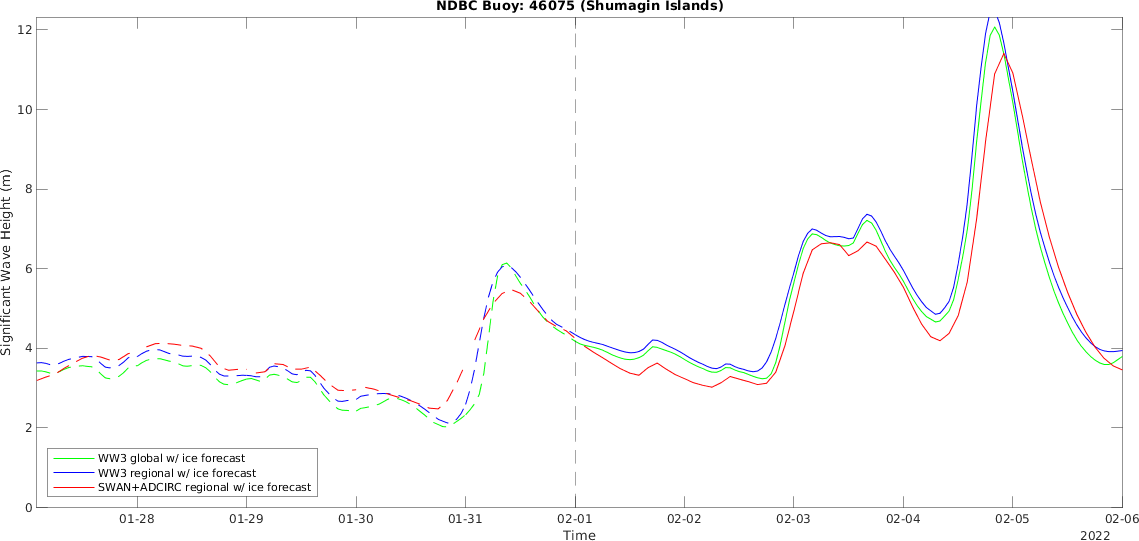 NDBC Buoy: 46075 (Shumagin Islands)
12
10
8
6
4
2
0
Significant Wave Height (m)
WW3 global w/ ice forecast
WW3 regional w/ ice forecast
SWAN+ADCIRC regional w/ ice forecast
01-28 01-29 01-30 01-31 02-01 02-02 02-03 02-04 02-05 02-06
Time
2022